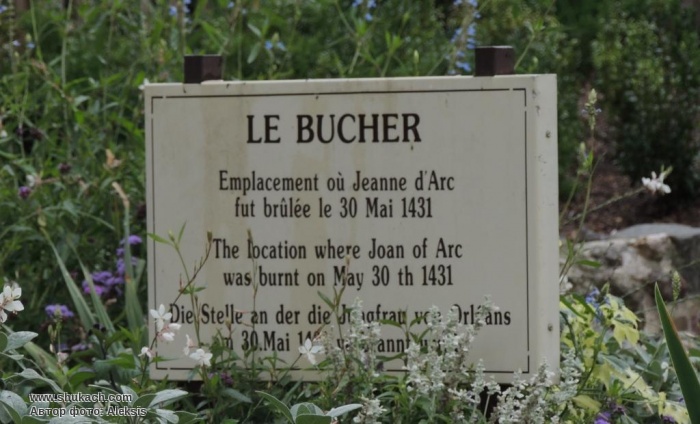 LE BUCHER
Emplacement où Jeanne d'Arc
fut brûlée le 30 Mai 1431
The location where Joan of Arc
was burnt on May 30 th 1431
Die Stelle an der die Jungfrau von Orléans
30.Mai
www.shukach.com
Автор фото: Aleksis